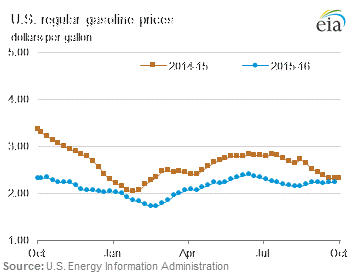 U.S. regular gasoline prices
dollars per gallon
eia
5.00
2014-15
2015-16
4.00
3.00
2.00
1.00
Oct
Jan
Apr
Jul
Oct
Source: U.S. Energy Information Administration